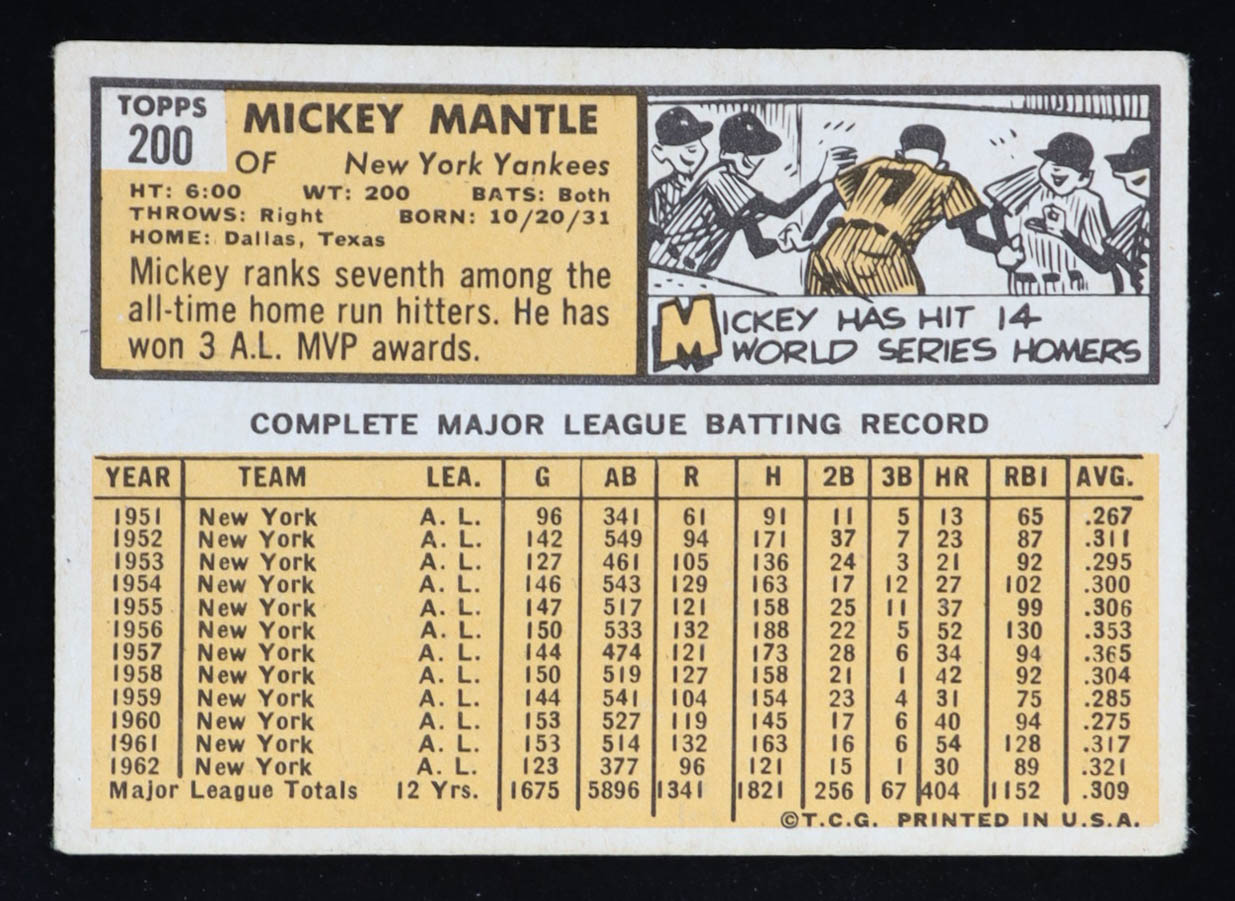 TOPPS
200
MICKEY MANTLE
OF New York Yankees
HT: 6:00 WT: 200 BATS: Both
THROWS: Right BORN: 10/20/31
HOME: Dallas, Texas
Mickey ranks seventh among the
all-time home run hitters. He has
won 3 A.L. MVP awards.
7
MICKEY HAS HIT 14
WORLD SERIES HOMERS
COMPLETE MAJOR LEAGUE BATTING RECORD
YEAR TEAM LEA. G AB R H 2B 3B HR RBI AVG.
1951 New York A. L. 96 341 61 91 11 5 13 65 .267
1952 New York A. L. 142 549 94 171 37 7 23 87 .311
1953 New York A. L. 127 461 105 136 24 3 21 92 .295
1954 New York A. L. 146 543 129 163 17 12 27 102 .300
1955 New York A. L. 147 517 121 158 25 11 37 99 .306
1956 New York A. L. 150 533 132 188 22 5 52 130 .353
1957 New York A. L. 144 474 121 173 28 6 34 94 .365
1958 New York A. L. 150 519 127 158 21 1 42 92 .304
1959 New York A. L. 144 541 104 154 23 4 31 75 .285
1960 New York A. L. 153 527 119 145 17 6 40 94 .275
1961 New York A. L. 153 514 132 163 16 6 54 128 .317
1962 New York A. L. 123 377 96 121 15 1 30 89 .321
Major League Totals 12 Yrs. 1675 5896 1341 1821 256 67 404 1152 .309
©T.C.G. PRINTED IN U.S.A.